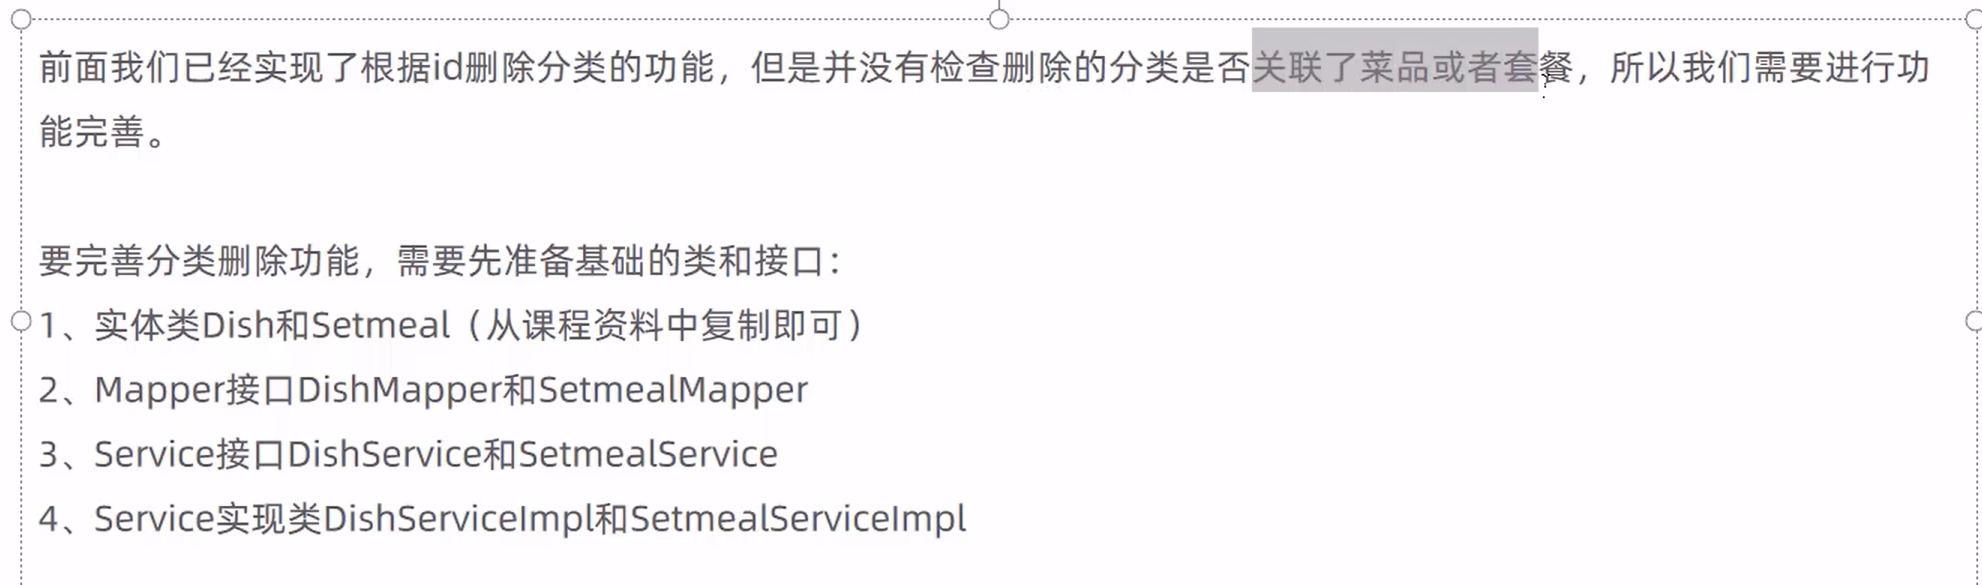 前面我们已经实现了根据id删除分类的功能，但是并没有检查删除的分类是否关联了菜品或者套餐，所以我们需要进行功
能完善。
要完善分类删除功能，需要先准备基础的类和接口：
1、实体类Dish和Setmeal（从课程资料中复制即可）
2、Mapper接口DishMapper和SetmealMapper
3、Service接口DishService和SetmealService
4、Service实现类DishServiceImpl和SetmealServiceImpl